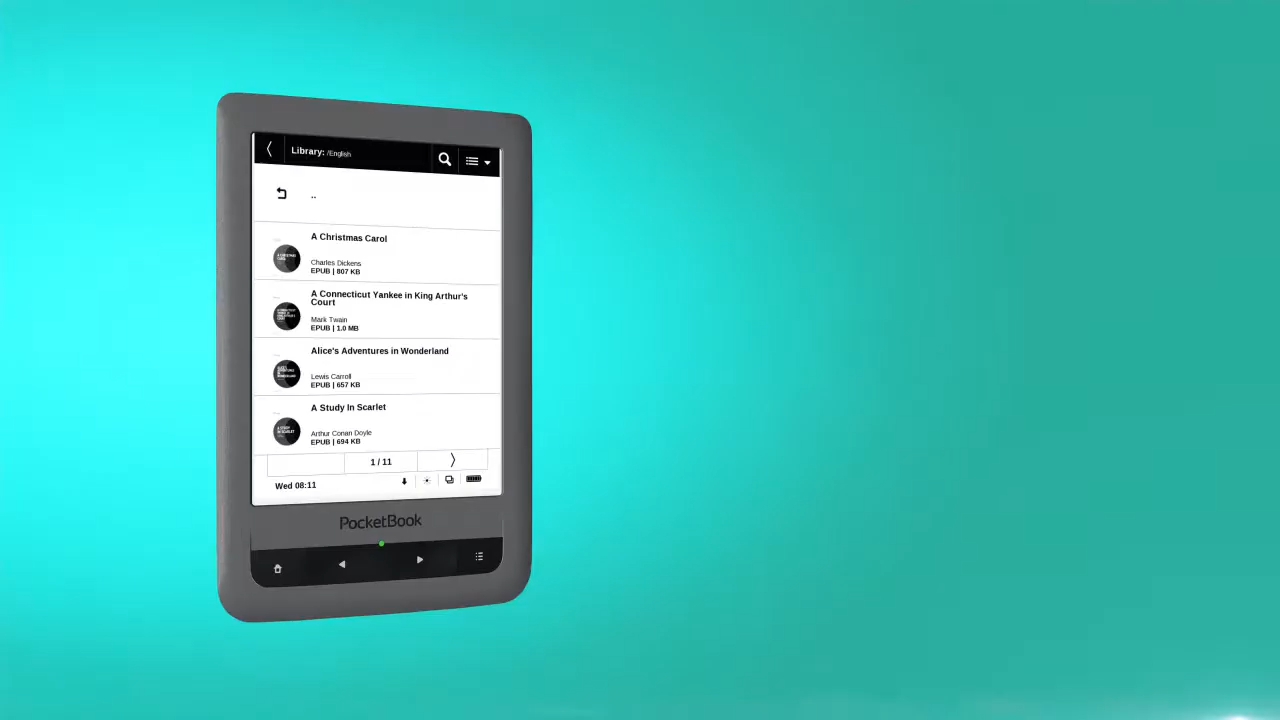 Library: /English
..
A Christmas Carol
Charles Dickens
EPUB | 807 KB
A Connecticut Yankee in King Arthur's
Court
Mark Twain
EPUB | 1.0 MB
Alice's Adventures in Wonderland
Lewis Carroll
EPUB | 657 KB
A Study In Scarlet
Arthur Conan Doyle
EPUB | 694 KB
1 / 11
Wed 08:11
PocketBook